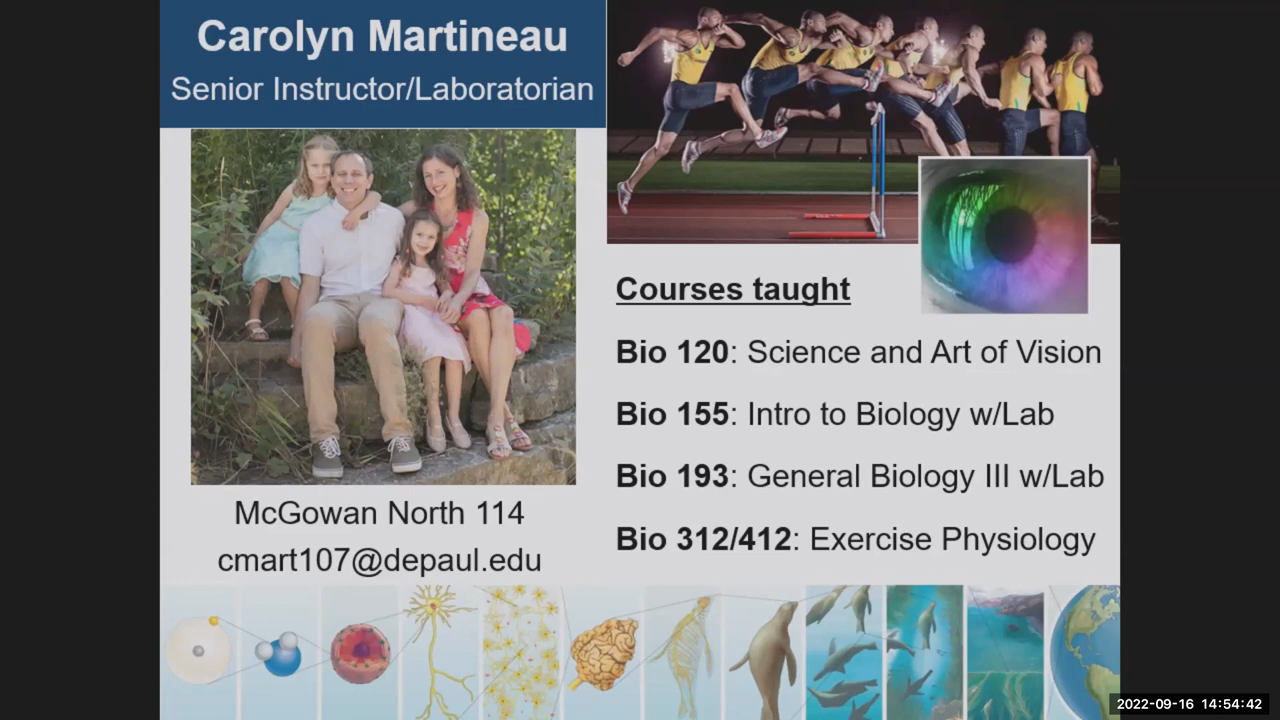 Carolyn Martineau
Senior Instructor/Laboratorian
McGowan North 114
cmart107@depaul.edu
Courses taught
Bio 120: Science and Art of Vision
Bio 155: Intro to Biology w/Lab
Bio 193: General Biology III w/Lab
Bio 312/412: Exercise Physiology
2022-09-16 14:54:42